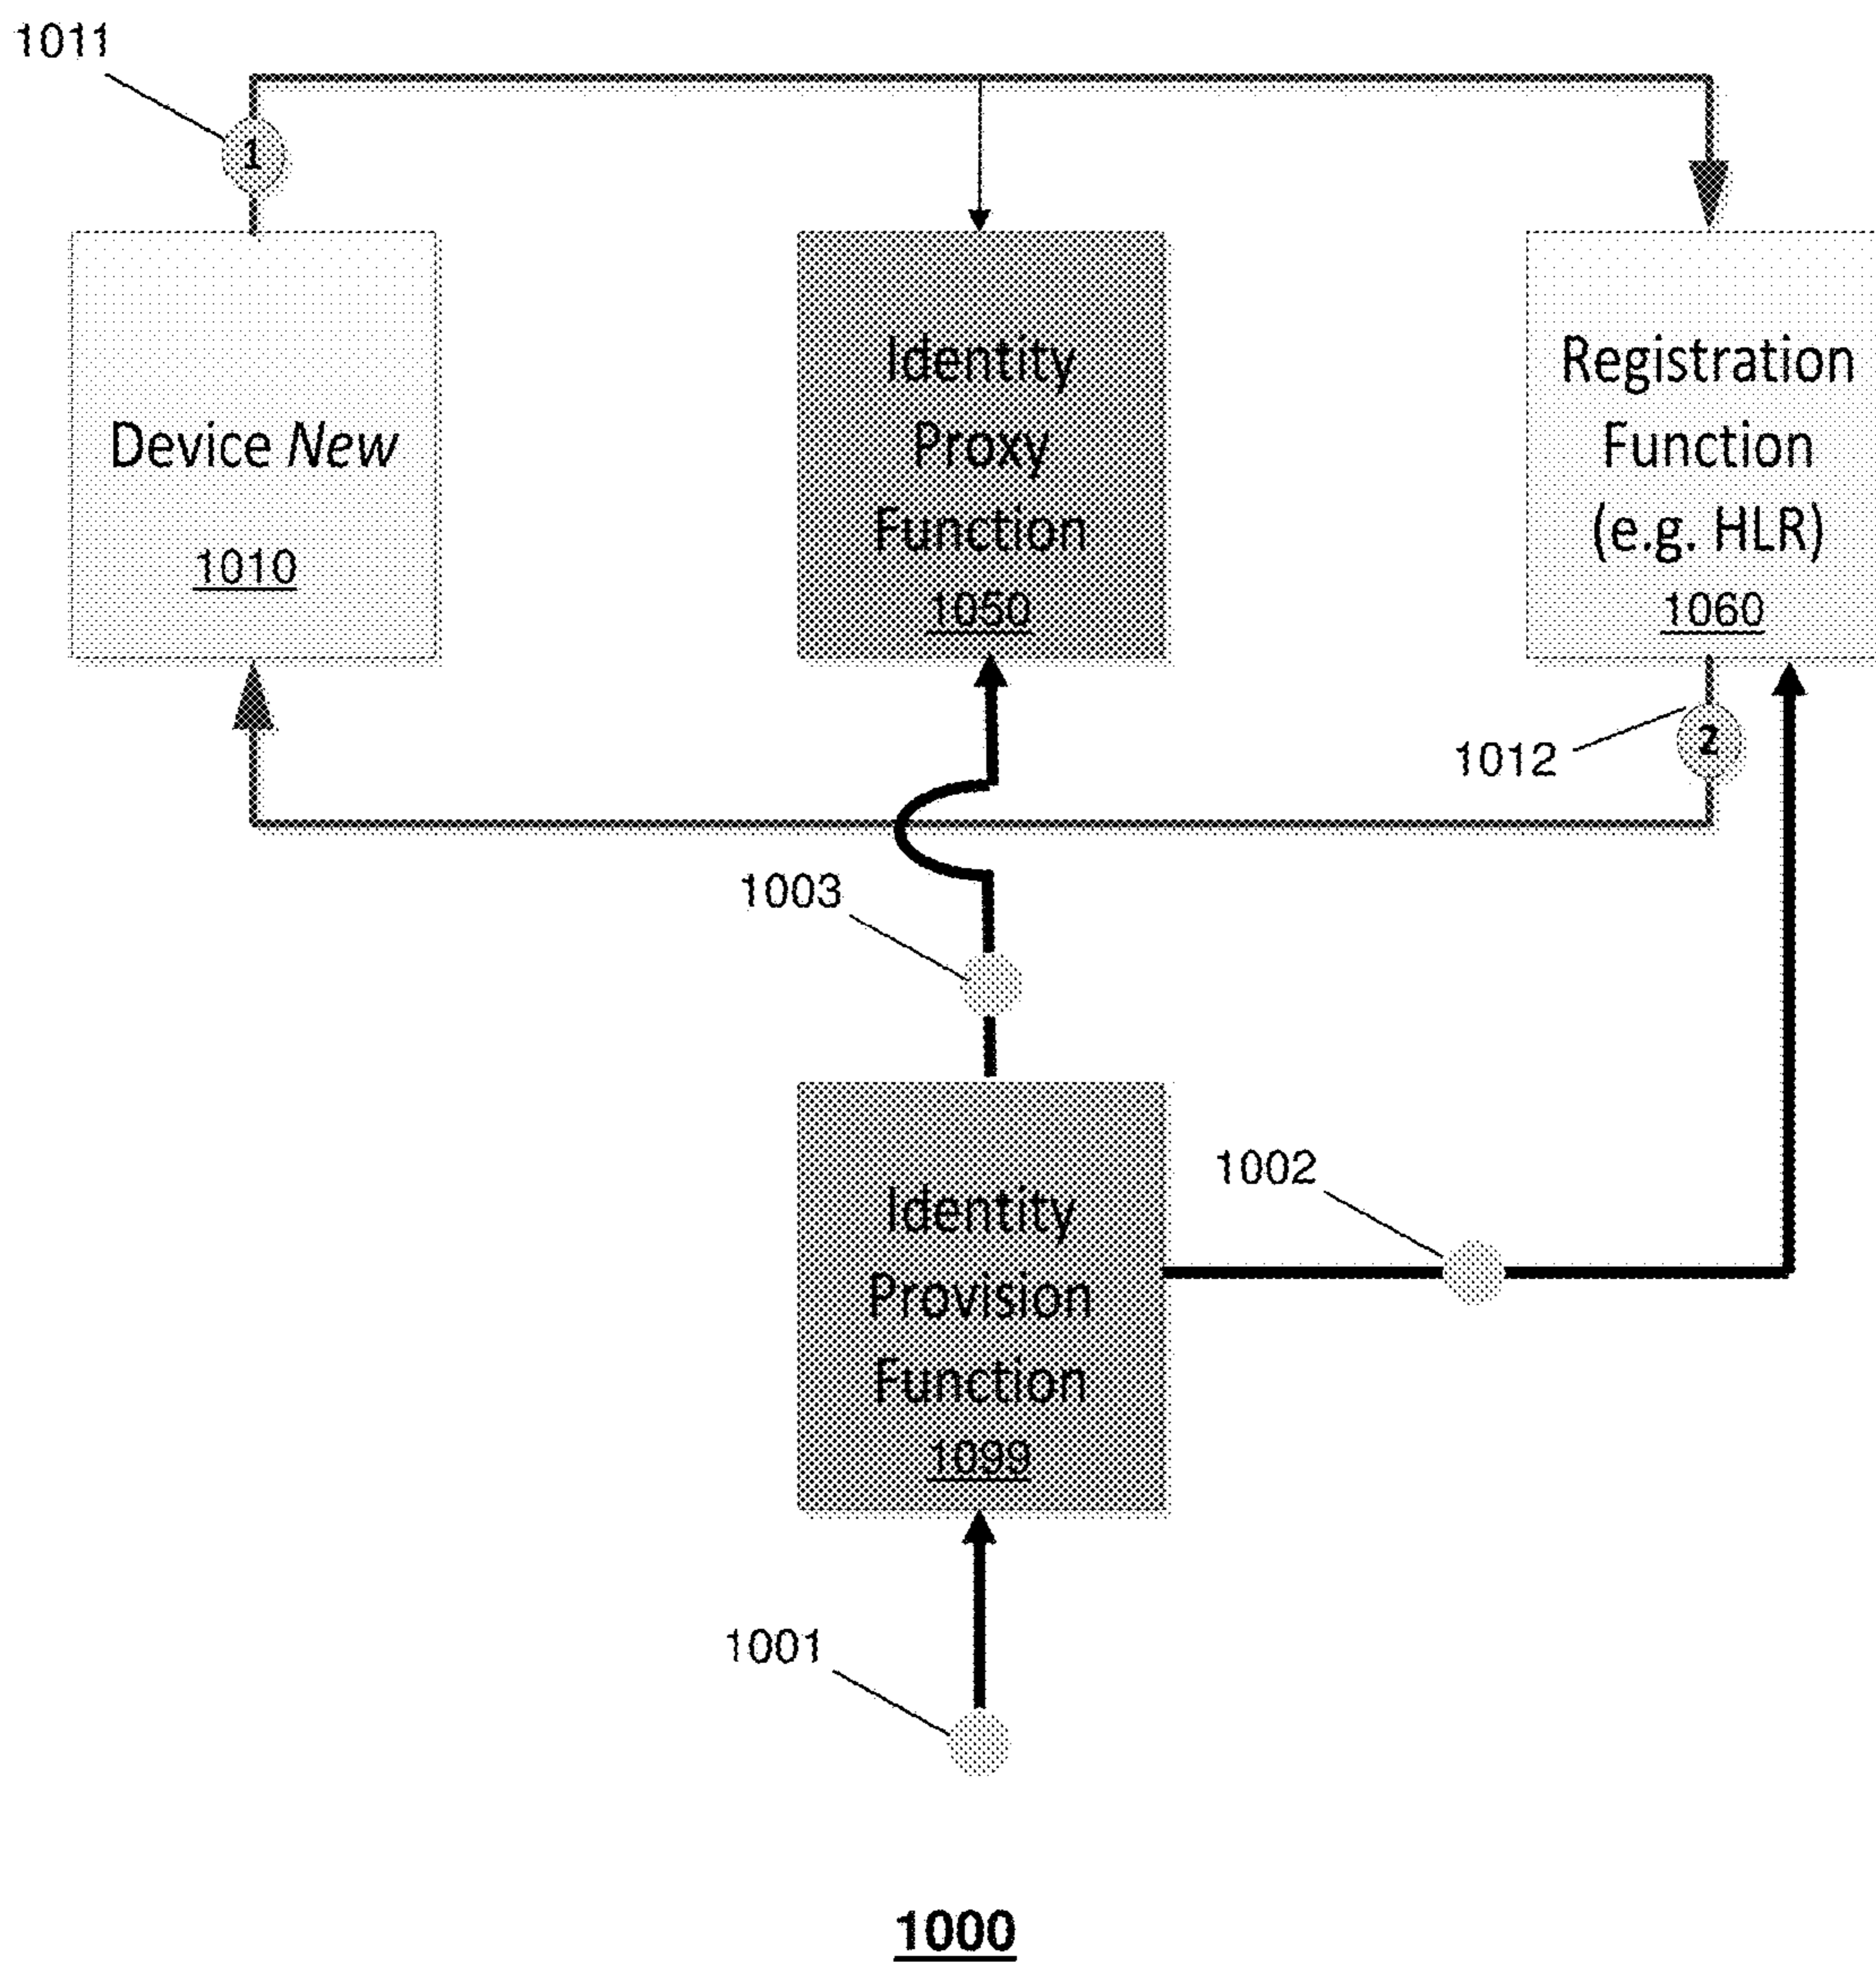 1011
1
Device New
1010
Identity
Proxy
Function
1050
Registration
Function
(e.g. HLR)
1060
1012
2
1003
1002
Identity
Provision
Function
1099
1001
1000